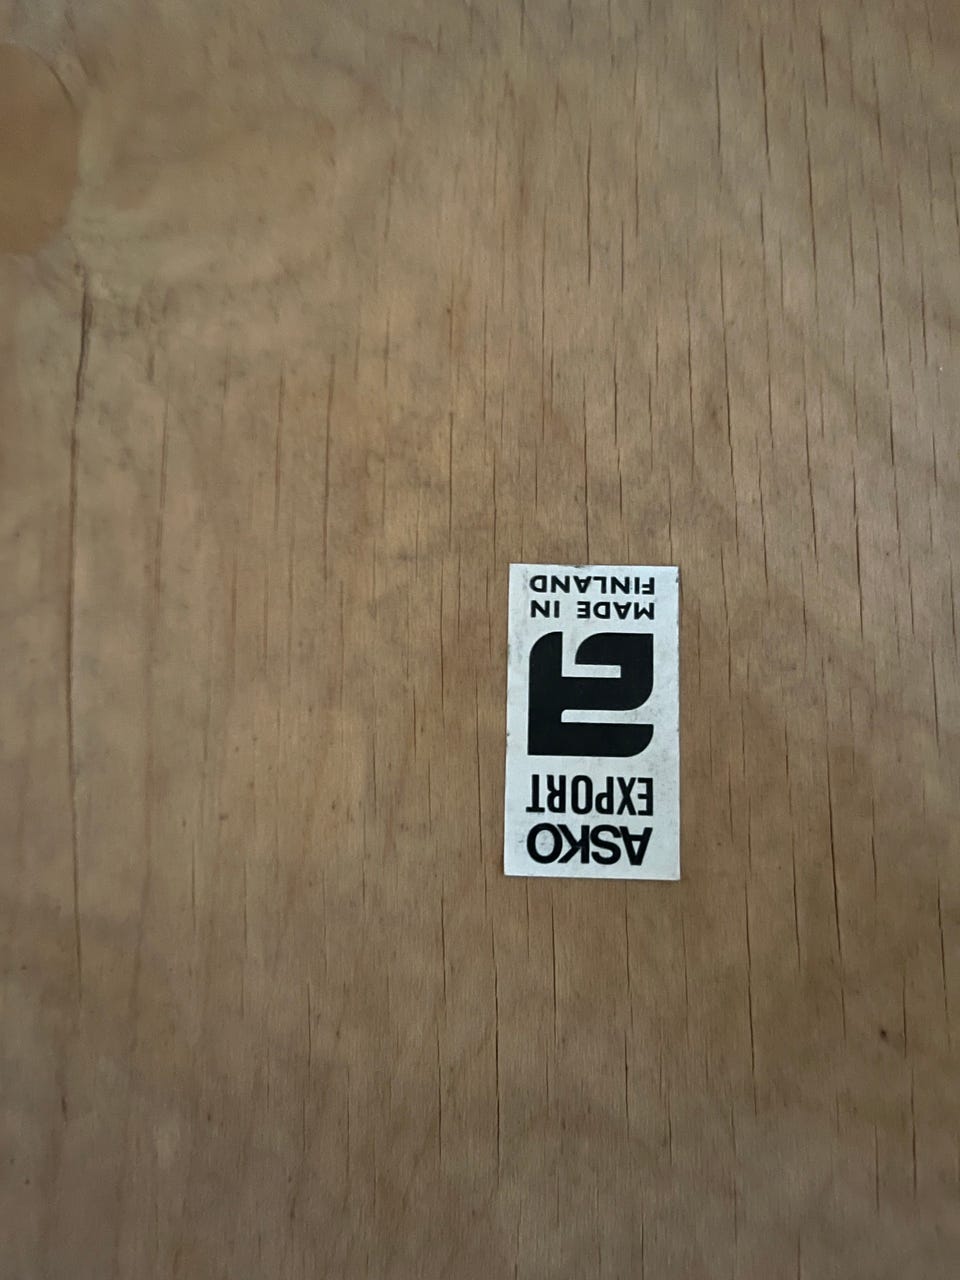 ASKO
EXPORT
a
MADE IN
FINLAND